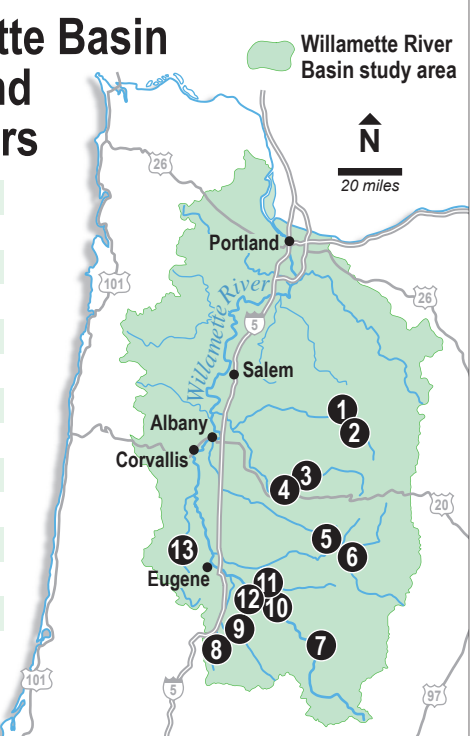 tte Basin
nd
rs
Willamette River
Basin study area
N
20 miles
26
Portland
101
26
Willamette River
5
Salem
1
2
Albany
Corvallis
3
4
20
5
6
13
Eugene
11
12
10
9
8
7
101
5
97